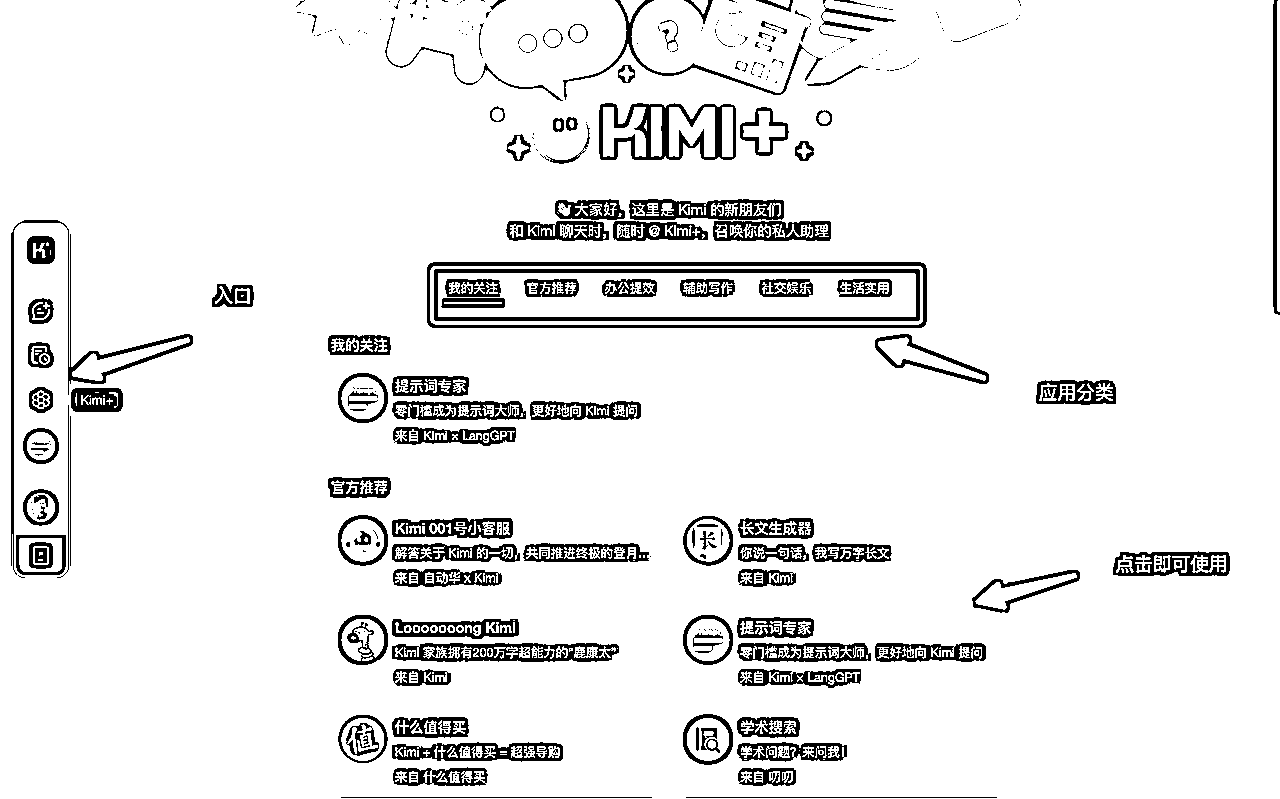 KIMI+
👋 大家好，这里是 Kimi 的新朋友们
和 Kimi 聊天时，随时 @ Kimi+，召唤你的私人助理
入口
Kimi+
我的关注 官方推荐 办公提效 辅助写作 社交娱乐 生活实用
应用分类
我的关注
提示词专家
零门槛成为提示词大师，更好地向 Kimi 提问
来自 Kimi x LangGPT
官方推荐
Kimi 001号小客服
解答关于 Kimi 的一切，共同推进终极的登月...
来自 自动华 x Kimi
长文生成器
你说一句话，我写万字长文
来自 Kimi
点击即可使用
Looooooong Kimi
Kimi 家族拥有200万字超能力的“鹿康太”
来自 Kimi
提示词专家
零门槛成为提示词大师，更好地向 Kimi 提问
来自 Kimi x LangGPT
值
什么值得买
Kimi + 什么值得买 = 超强导购
来自 什么值得买
学术搜索
学术问题？来问我！
来自 叨叨